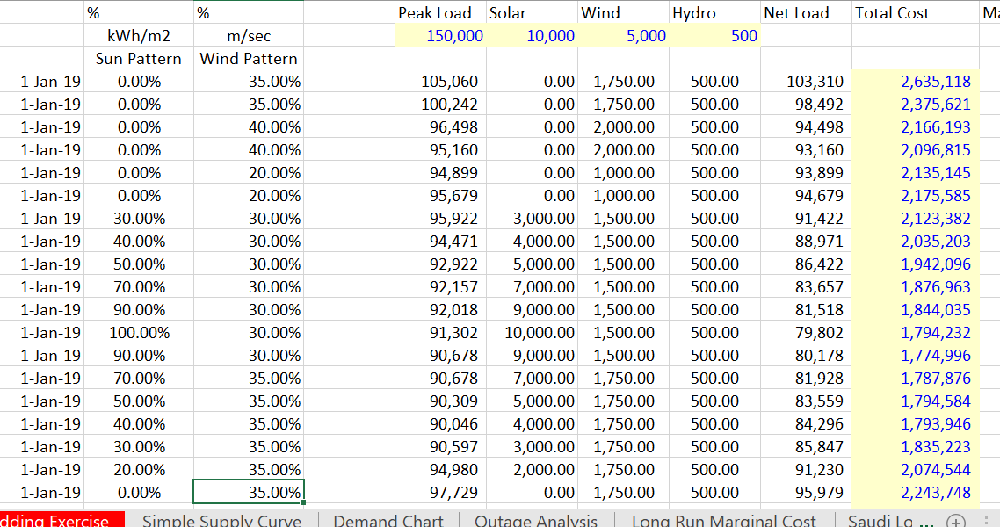 % % Peak Load Solar Wind Hydro Net Load Total Cost
kWh/m2 m/sec 150,000 10,000 5,000 500
Sun Pattern Wind Pattern
1-Jan-19 0.00% 35.00% 105,060 0.00 1,750.00 500.00 103,310 2,635,118
1-Jan-19 0.00% 35.00% 100,242 0.00 1,750.00 500.00 98,492 2,375,621
1-Jan-19 0.00% 40.00% 96,498 0.00 2,000.00 500.00 94,498 2,166,193
1-Jan-19 0.00% 40.00% 95,160 0.00 2,000.00 500.00 93,160 2,096,815
1-Jan-19 0.00% 20.00% 94,899 0.00 1,000.00 500.00 93,899 2,135,145
1-Jan-19 0.00% 20.00% 95,679 0.00 1,000.00 500.00 94,679 2,175,585
1-Jan-19 30.00% 30.00% 95,922 3,000.00 1,500.00 500.00 91,422 2,123,382
1-Jan-19 40.00% 30.00% 94,471 4,000.00 1,500.00 500.00 88,971 2,035,203
1-Jan-19 50.00% 30.00% 92,922 5,000.00 1,500.00 500.00 86,422 1,942,096
1-Jan-19 70.00% 30.00% 92,157 7,000.00 1,500.00 500.00 83,657 1,876,963
1-Jan-19 90.00% 30.00% 92,018 9,000.00 1,500.00 500.00 81,518 1,844,035
1-Jan-19 100.00% 30.00% 91,302 10,000.00 1,500.00 500.00 79,802 1,794,232
1-Jan-19 90.00% 30.00% 90,678 9,000.00 1,500.00 500.00 80,178 1,774,996
1-Jan-19 70.00% 35.00% 90,678 7,000.00 1,750.00 500.00 81,928 1,787,876
1-Jan-19 50.00% 35.00% 90,309 5,000.00 1,750.00 500.00 83,559 1,794,584
1-Jan-19 40.00% 35.00% 90,046 4,000.00 1,750.00 500.00 84,296 1,793,946
1-Jan-19 30.00% 35.00% 90,597 3,000.00 1,750.00 500.00 85,847 1,835,223
1-Jan-19 20.00% 35.00% 94,980 2,000.00 1,750.00 500.00 91,230 2,074,544
1-Jan-19 0.00% 35.00% 97,729 0.00 1,750.00 500.00 95,979 2,243,748
Exercise Simple Supply Curve Demand Chart Outage Analysis Long Run Marginal Cost Saudi Lo ...